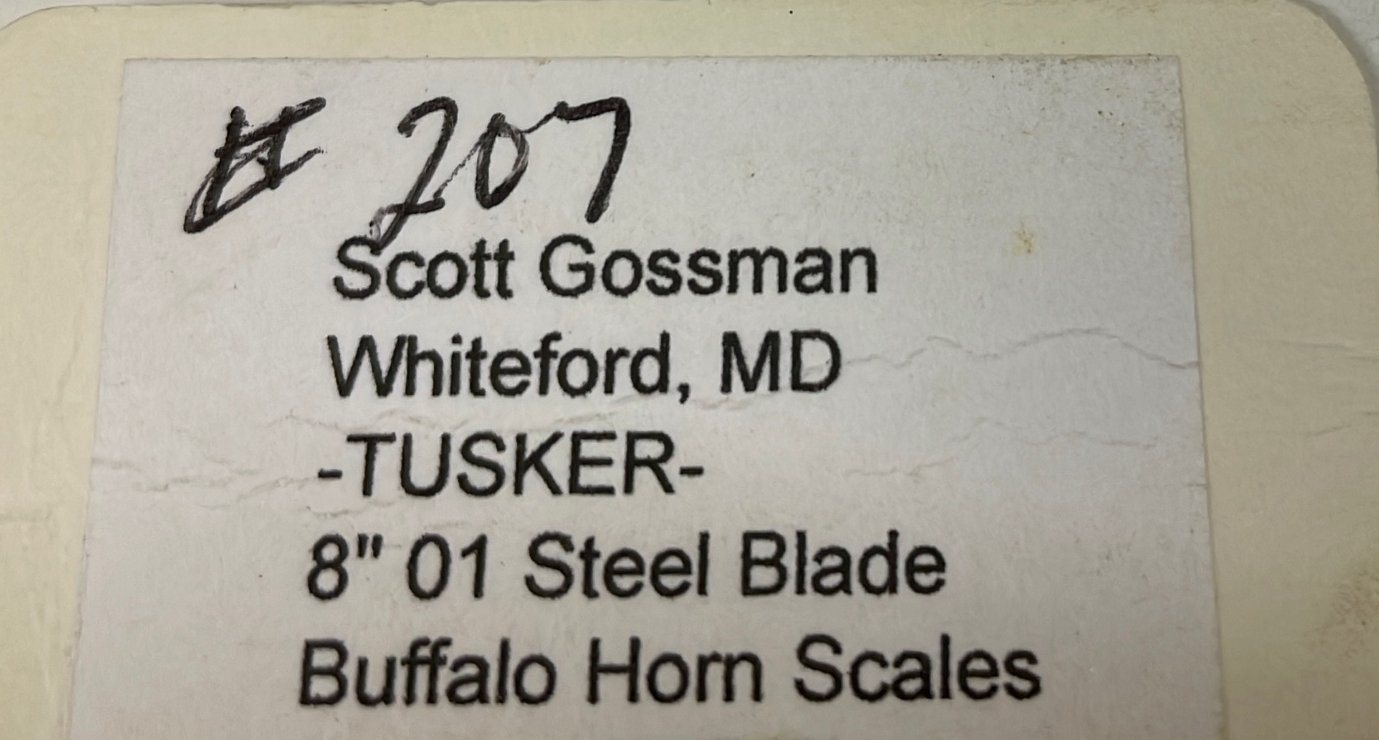 # 207
Scott Gossman
Whiteford, MD
-TUSKER-
8" 01 Steel Blade
Buffalo Horn Scales